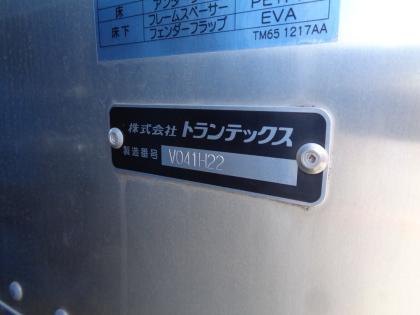 床 フレームスペーサー EVA
床下 フェンダーフラップ TM65 1217AA
株式会社 トランテックス
製造番号 V041H22